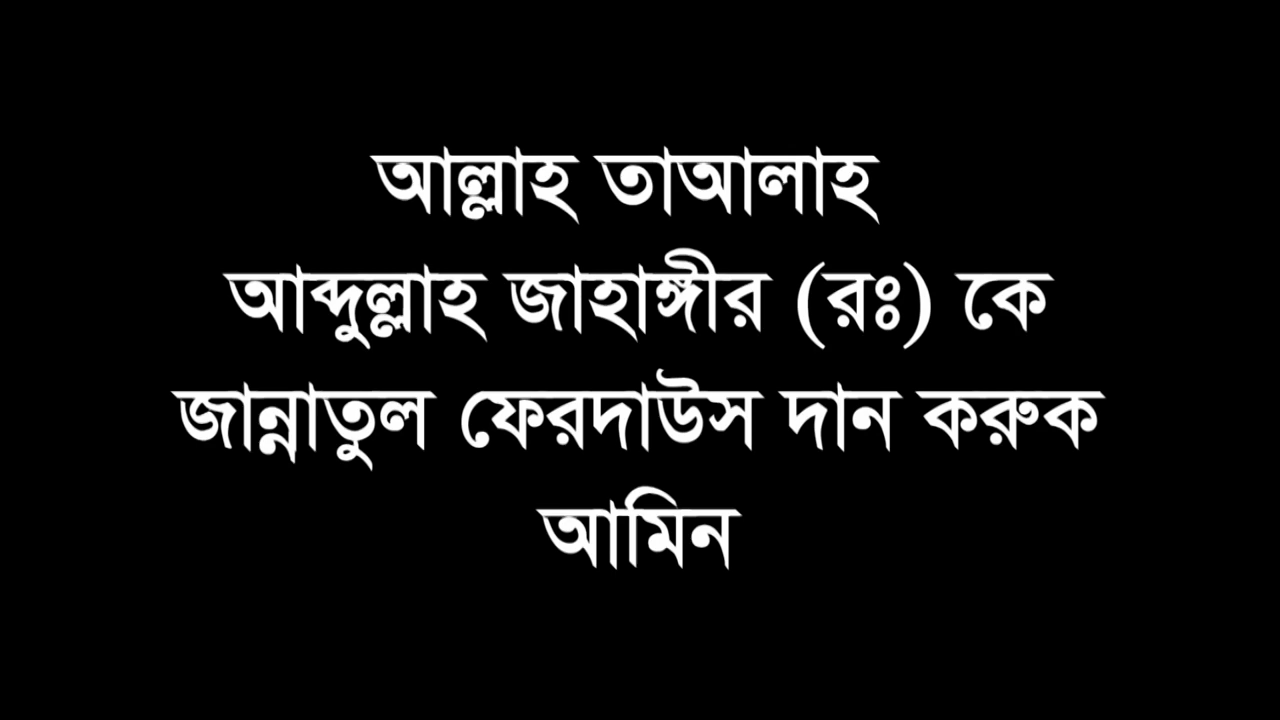 আল্লাহ তাআলাহ
আব্দুল্লাহ জাহাঙ্গীর (রঃ) কে
জান্নাতুল ফেরদাউস দান করুক
আমিন